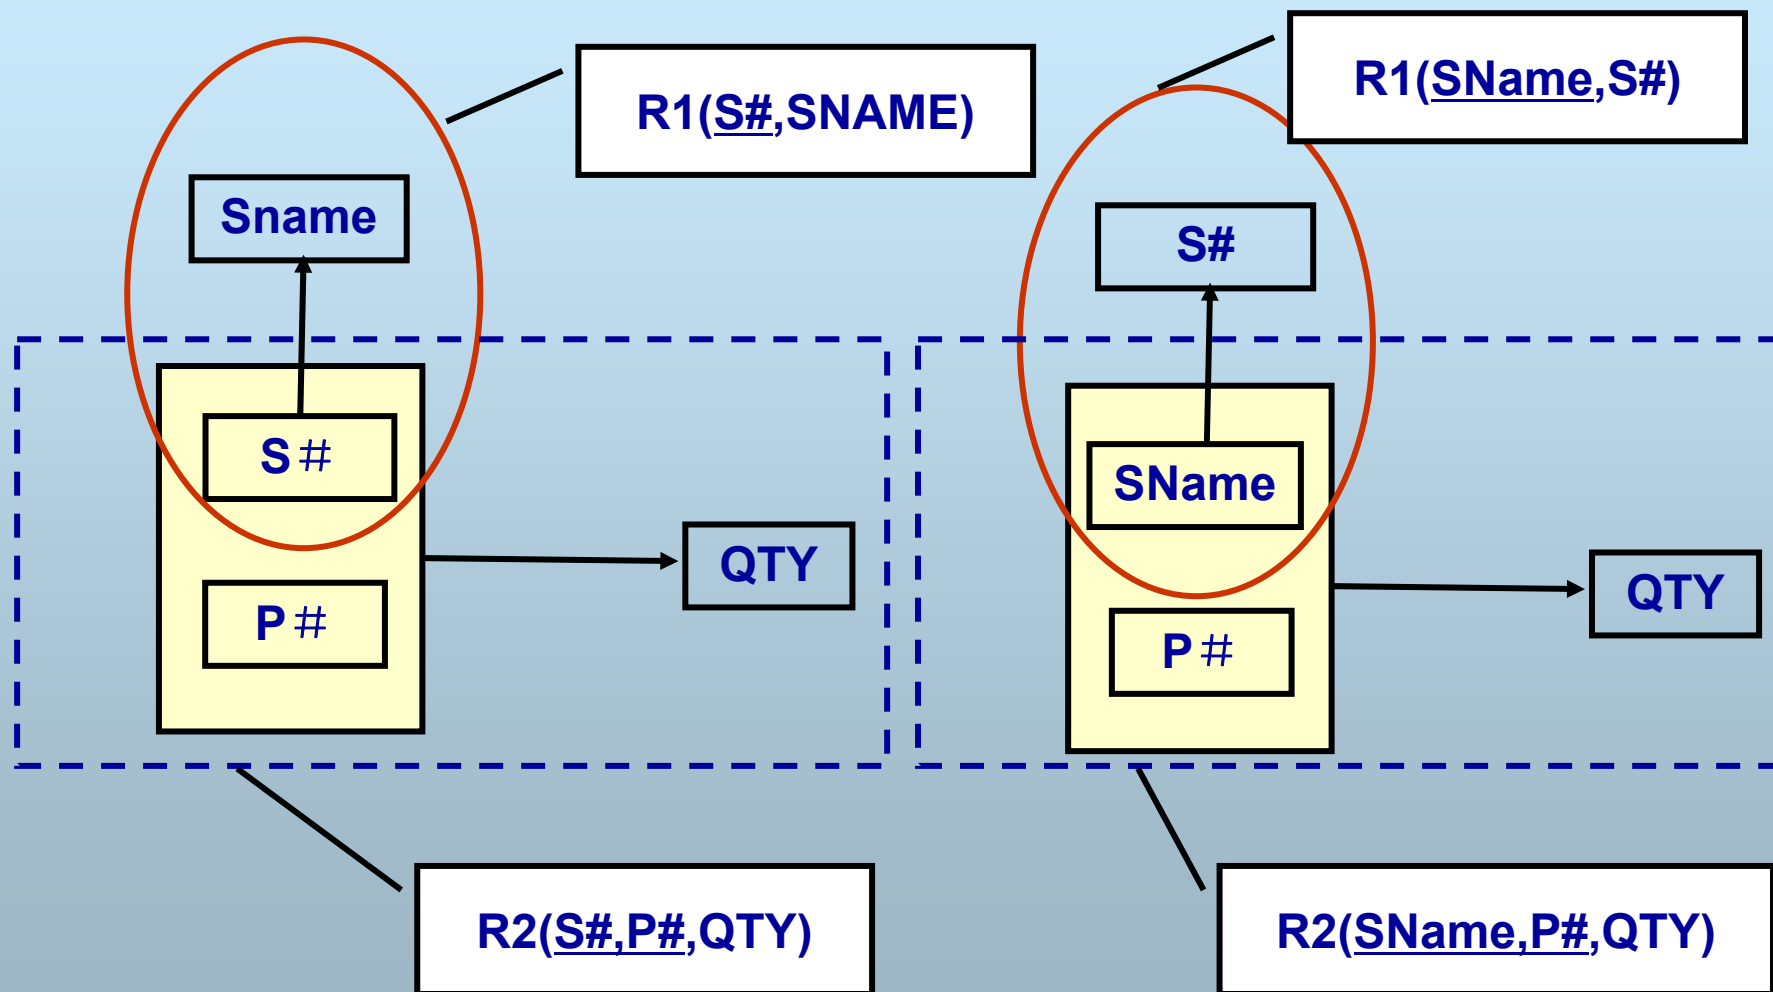 R1(S#,SNAME)
Sname
S#
P#
QTY
R2(S#,P#,QTY)
R1(SName,S#)
S#
SName
P#
QTY
R2(SName,P#,QTY)